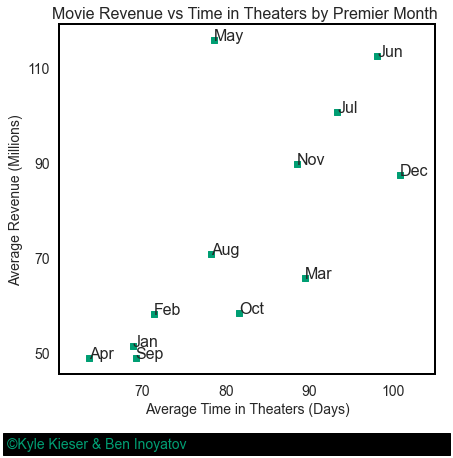 Movie Revenue vs Time in Theaters by Premier Month
May
Jun
110
Jul
Nov
90
Dec
Average Revenue (Millions)
Aug
70
Mar
Feb
Oct
Jan
50
Apr
Sep
70 80 90 100
Average Time in Theaters (Days)
©Kyle Kieser & Ben Inoyatov